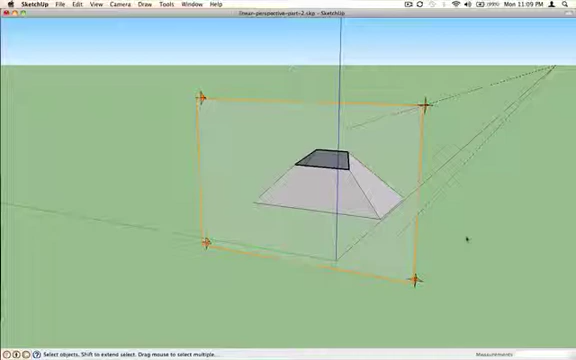 SketchUp File Edit View Camera Draw Tools Window Help Mon 11:09 PM
linear-perspective-part-2.skp - SketchUp
Select objects. Shift to extend select. Drag mouse to select multiple. Measurements